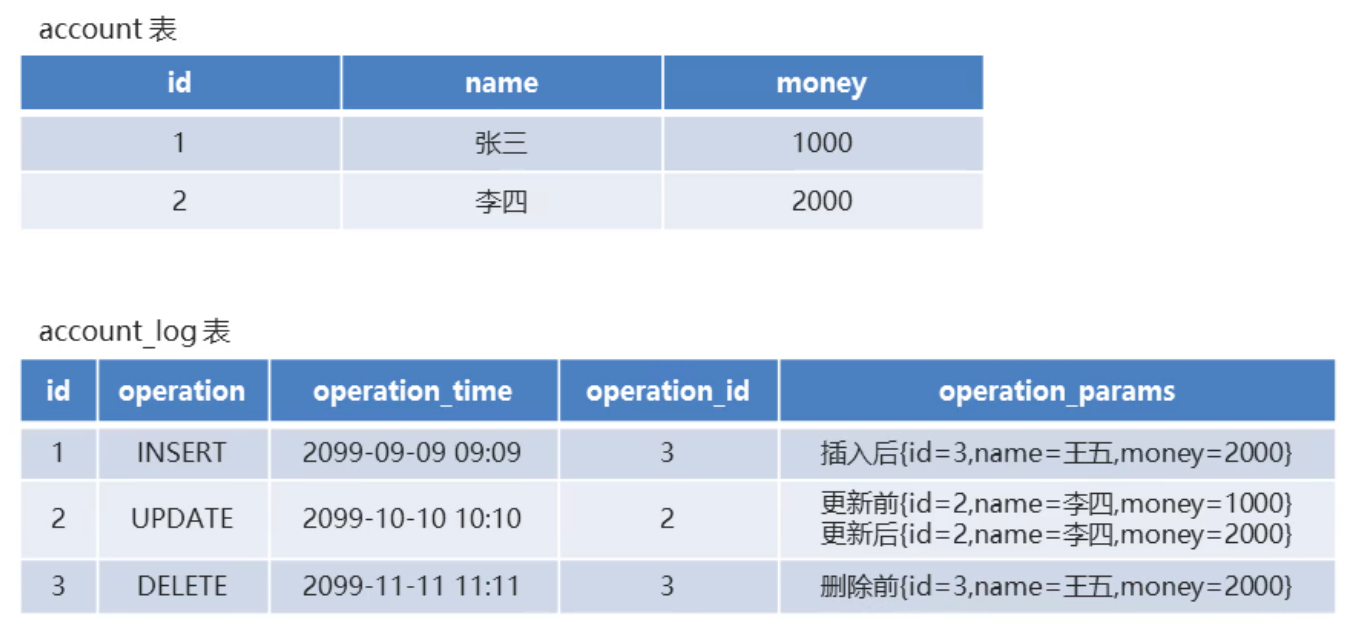 account 表
id name money
1 张三 1000
2 李四 2000
account_log 表
id operation operation_time operation_id operation_params
1 INSERT 2099-09-09 09:09 3 插入后{id=3,name=王五,money=2000}
2 UPDATE 2099-10-10 10:10 2 更新前{id=2,name=李四,money=1000}
更新后{id=2,name=李四,money=2000}
3 DELETE 2099-11-11 11:11 3 删除前{id=3,name=王五,money=2000}